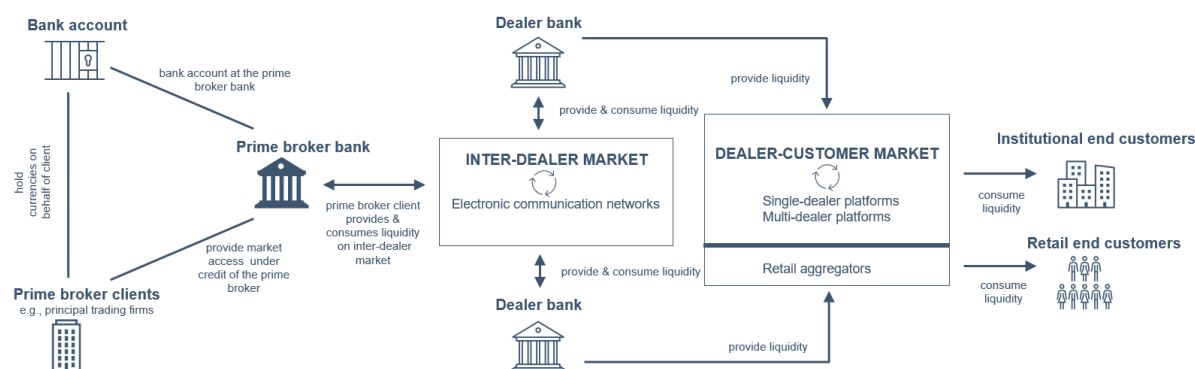 Bank account
bank account at the prime
broker bank
hold
currencies on
behalf of client
Prime broker bank
provide market
access under
credit of the prime
broker
Prime broker clients
e.g., principal trading firms
prime broker client
provides &
consumes liquidity
on inter-dealer
market
Dealer bank
provide & consume liquidity
INTER-DEALER MARKET
Electronic communication networks
provide & consume liquidity
Dealer bank
provide liquidity
DEALER-CUSTOMER MARKET
Single-dealer platforms
Multi-dealer platforms
Retail aggregators
provide liquidity
Institutional end customers
consume
liquidity
Retail end customers
consume
liquidity